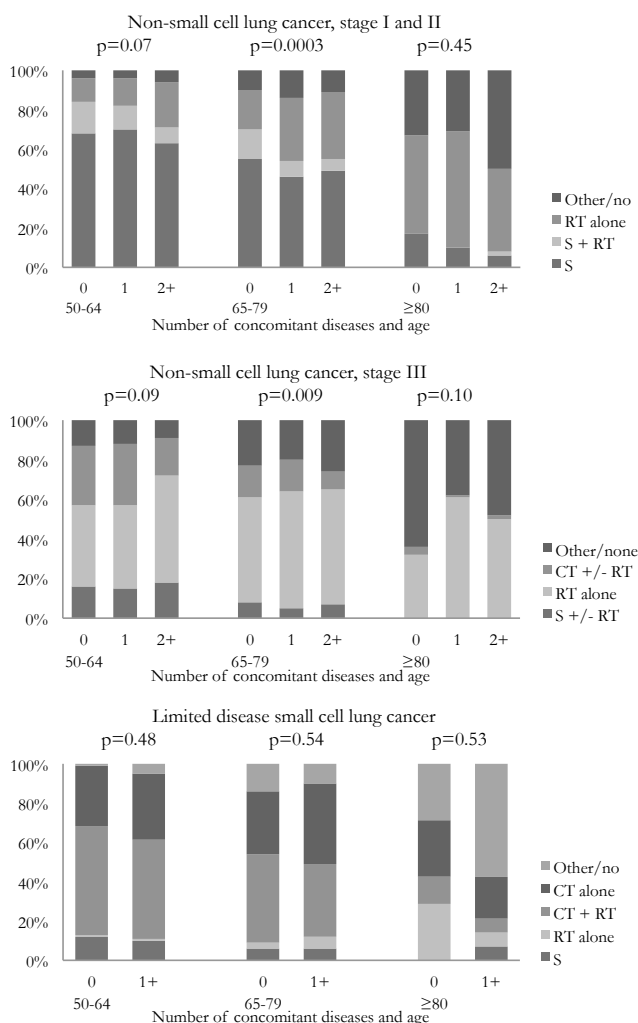 Non-small cell lung cancer, stage I and II
p=0.07 p=0.0003 p=0.45
100%
80%
60%
40%
20%
0%
Other/no
RT alone
S + RT
S
0 1 2+ 0 1 2+ 0 1 2+
50-64 65-79 ≥80
Number of concomitant diseases and age
Non-small cell lung cancer, stage III
p=0.09 p=0.009 p=0.10
100%
80%
60%
40%
20%
0%
Other/none
CT +/- RT
RT alone
S +/- RT
0 1 2+ 0 1 2+ 0 1 2+
50-64 65-79 ≥80
Number of concomitant diseases and age
Limited disease small cell lung cancer
p=0.48 p=0.54 p=0.53
100%
80%
60%
40%
20%
0%
Other/no
CT alone
CT + RT
RT alone
S
0 1+ 0 1+ 0 1+
50-64 65-79 ≥80
Number of concomitant diseases and age